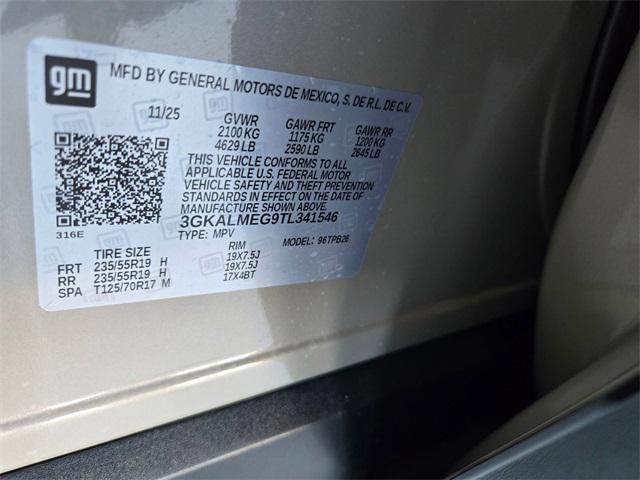 gm
MFD BY GENERAL MOTORS DE MEXICO, S. DE R.L. DE C.V.
11/25 GVWR GAWR FRT GAWR RR
2100 KG 1175 KG 1200 KG
4629 LB 2590 LB 2645 LB
THIS VEHICLE CONFORMS TO ALL
APPLICABLE U.S. FEDERAL MOTOR
VEHICLE SAFETY AND THEFT PREVENTION
STANDARDS IN EFFECT ON THE DATE
OF MANUFACTURE SHOWN ABOVE.
3GKALMEG9TL341546
316E TYPE: MPV MODEL: 96TPB26
TIRE SIZE RIM
FRT 235/55R19 H 19X7.5J
RR 235/55R19 H 19X7.5J
SPA T125/70R17 M 17X4BT